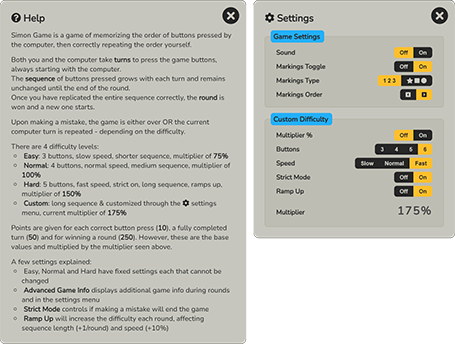 Help
Simon Game is a game of memorizing the order of buttons pressed by
the computer, then correctly repeating the order yourself.
Both you and the computer take turns to press the game buttons,
always starting with the computer.
The sequence of buttons pressed grows with each turn and remains
unchanged until the end of the round.
Once you have replicated the entire sequence correctly, the round is
won and a new one starts.
Upon making a mistake, the game is either over OR the current
computer turn is repeated - depending on the difficulty.
There are 4 difficulty levels:
Easy: 3 buttons, slow speed, shorter sequence, multiplier of 75%
Normal: 4 buttons, normal speed, medium sequence, multiplier of
100%
Hard: 5 buttons, fast speed, strict on, long sequence, ramps up,
multiplier of 150%
Custom: long sequence & customized through the settings
menu, current multiplier of 175%
Points are given for each correct button press (10), a fully completed
turn (50) and for winning a round (250). However, these are the base
values and multiplied by the multiplier seen above.
A few settings explained:
Easy, Normal and Hard have fixed settings each that cannot be
changed
Advanced Game Info displays additional game info during rounds
and in the settings menu
Strict Mode controls if making a mistake will end the game
Ramp Up will increase the difficulty each round, affecting
sequence length (+1/round) and speed (+10%)
Settings
Game Settings
Sound Off On
Markings Toggle Off On
Markings Type 1 2 3
Markings Order
Custom Difficulty
Multiplier % Off On
Buttons 3 4 5 6
Speed Slow Normal Fast
Strict Mode Off On
Ramp Up Off On
Multiplier 175%